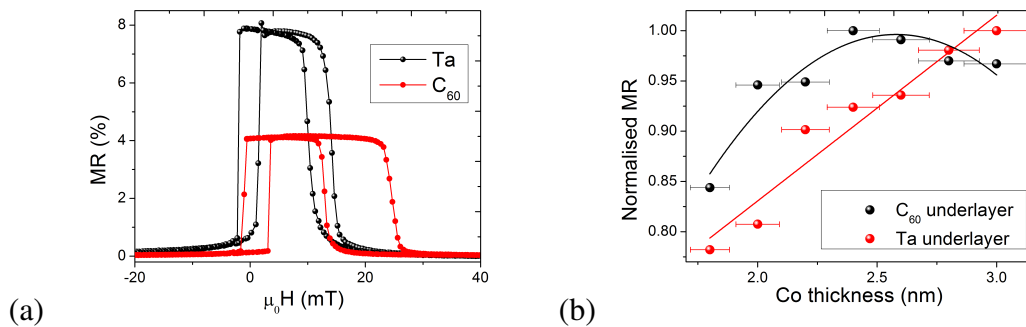 (a)
MR (%)
8
6
4
2
0
Ta
C₆₀
-20 0 20 40
μ₀H (mT)
(b)
Normalised MR
1.00
0.95
0.90
0.85
0.80
C₆₀ underlayer
Ta underlayer
2.0 2.5 3.0
Co thickness (nm)